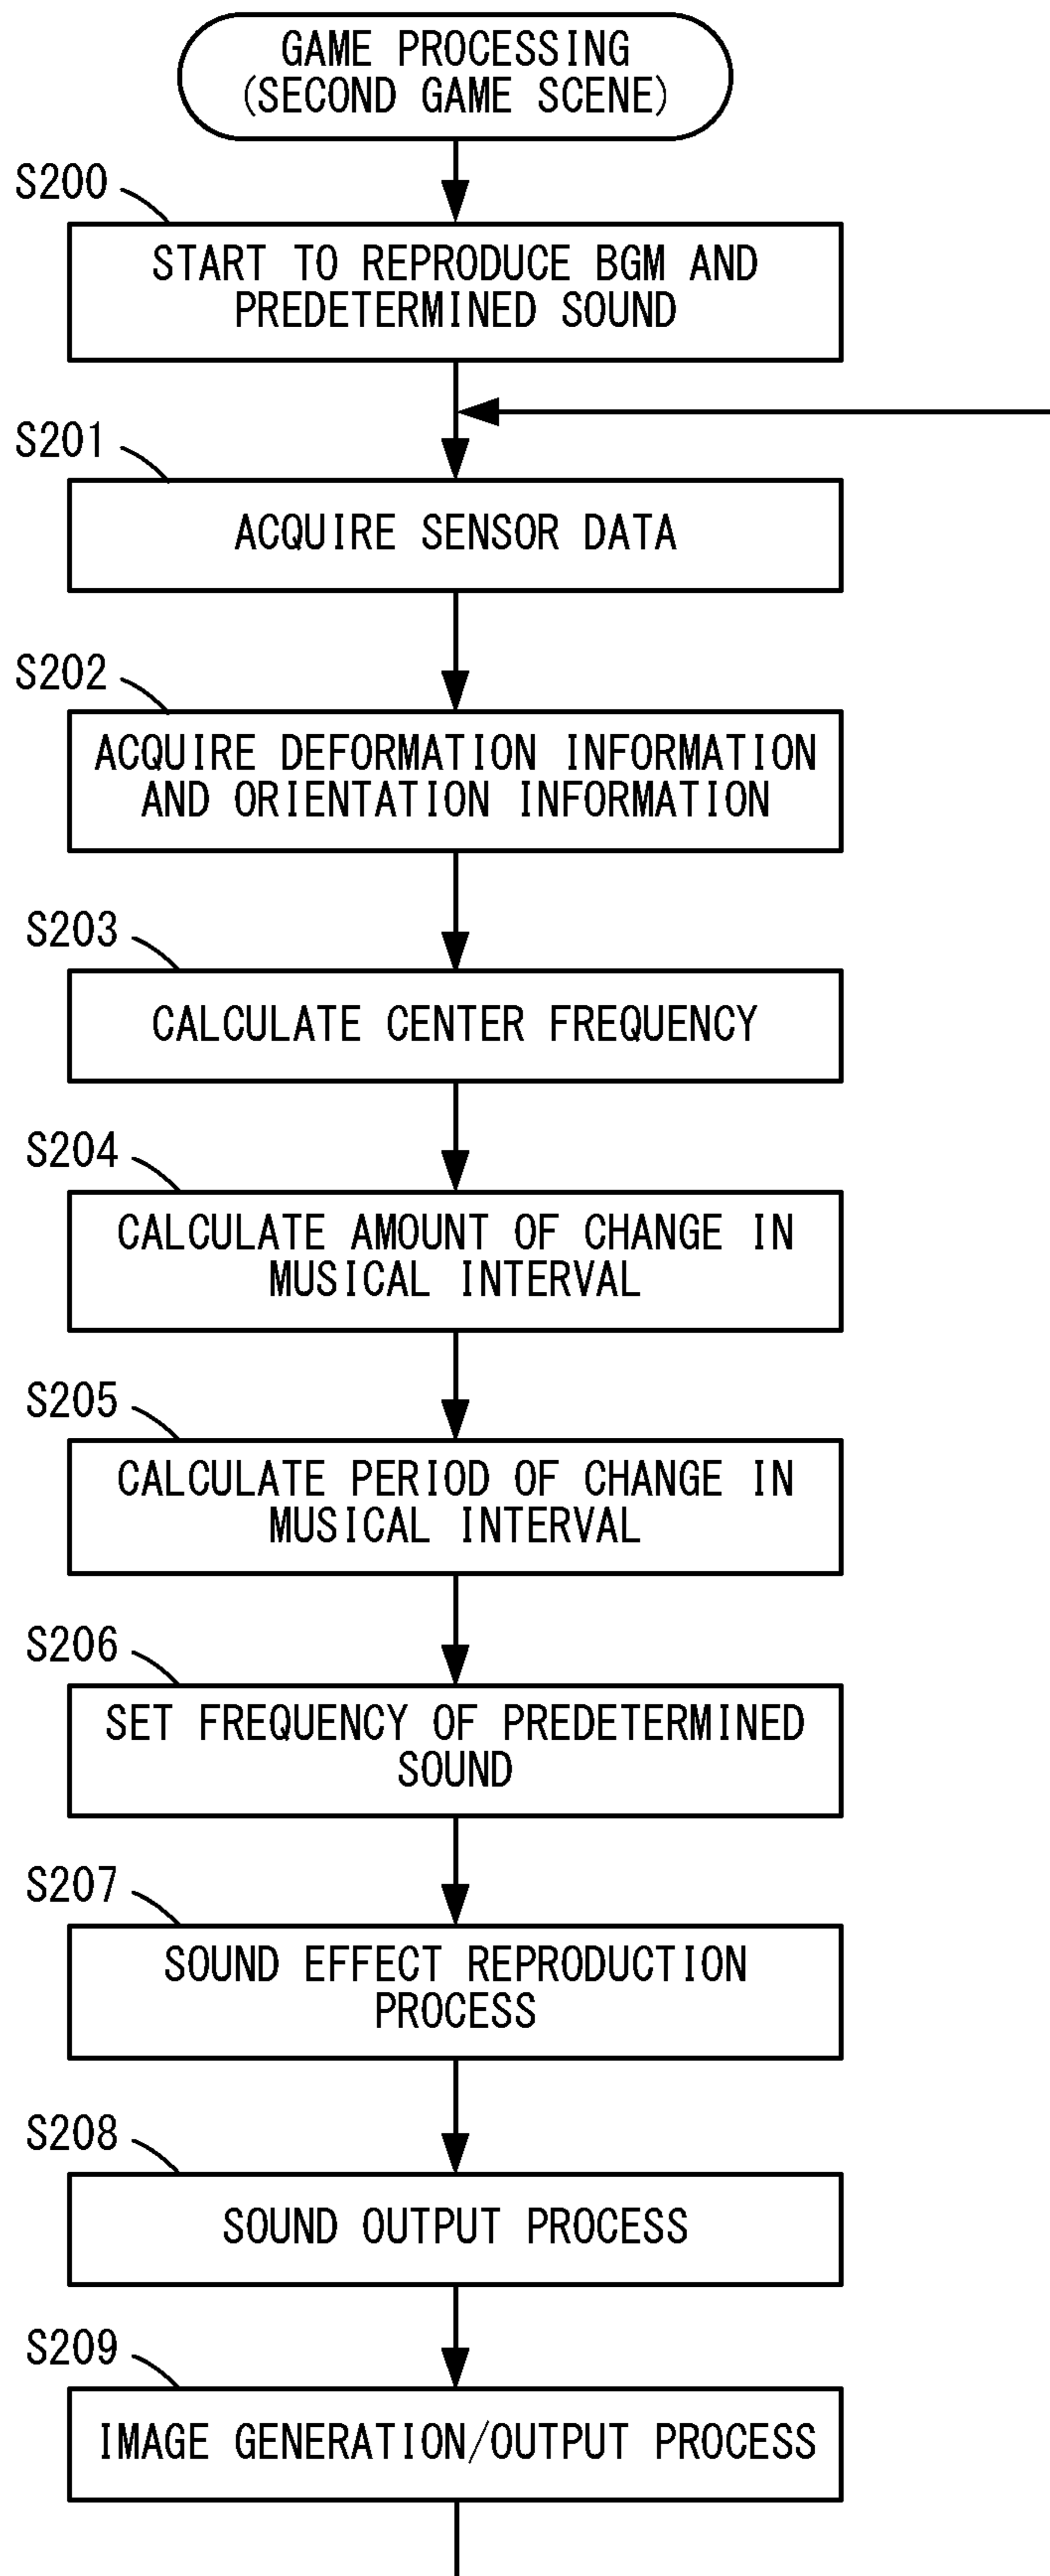 GAME PROCESSING
(SECOND GAME SCENE)
S200
START TO REPRODUCE BGM AND
PREDETERMINED SOUND
S201
ACQUIRE SENSOR DATA
S202
ACQUIRE DEFORMATION INFORMATION
AND ORIENTATION INFORMATION
S203
CALCULATE CENTER FREQUENCY
S204
CALCULATE AMOUNT OF CHANGE IN
MUSICAL INTERVAL
S205
CALCULATE PERIOD OF CHANGE IN
MUSICAL INTERVAL
S206
SET FREQUENCY OF PREDETERMINED
SOUND
S207
SOUND EFFECT REPRODUCTION
PROCESS
S208
SOUND OUTPUT PROCESS
S209
IMAGE GENERATION/OUTPUT PROCESS